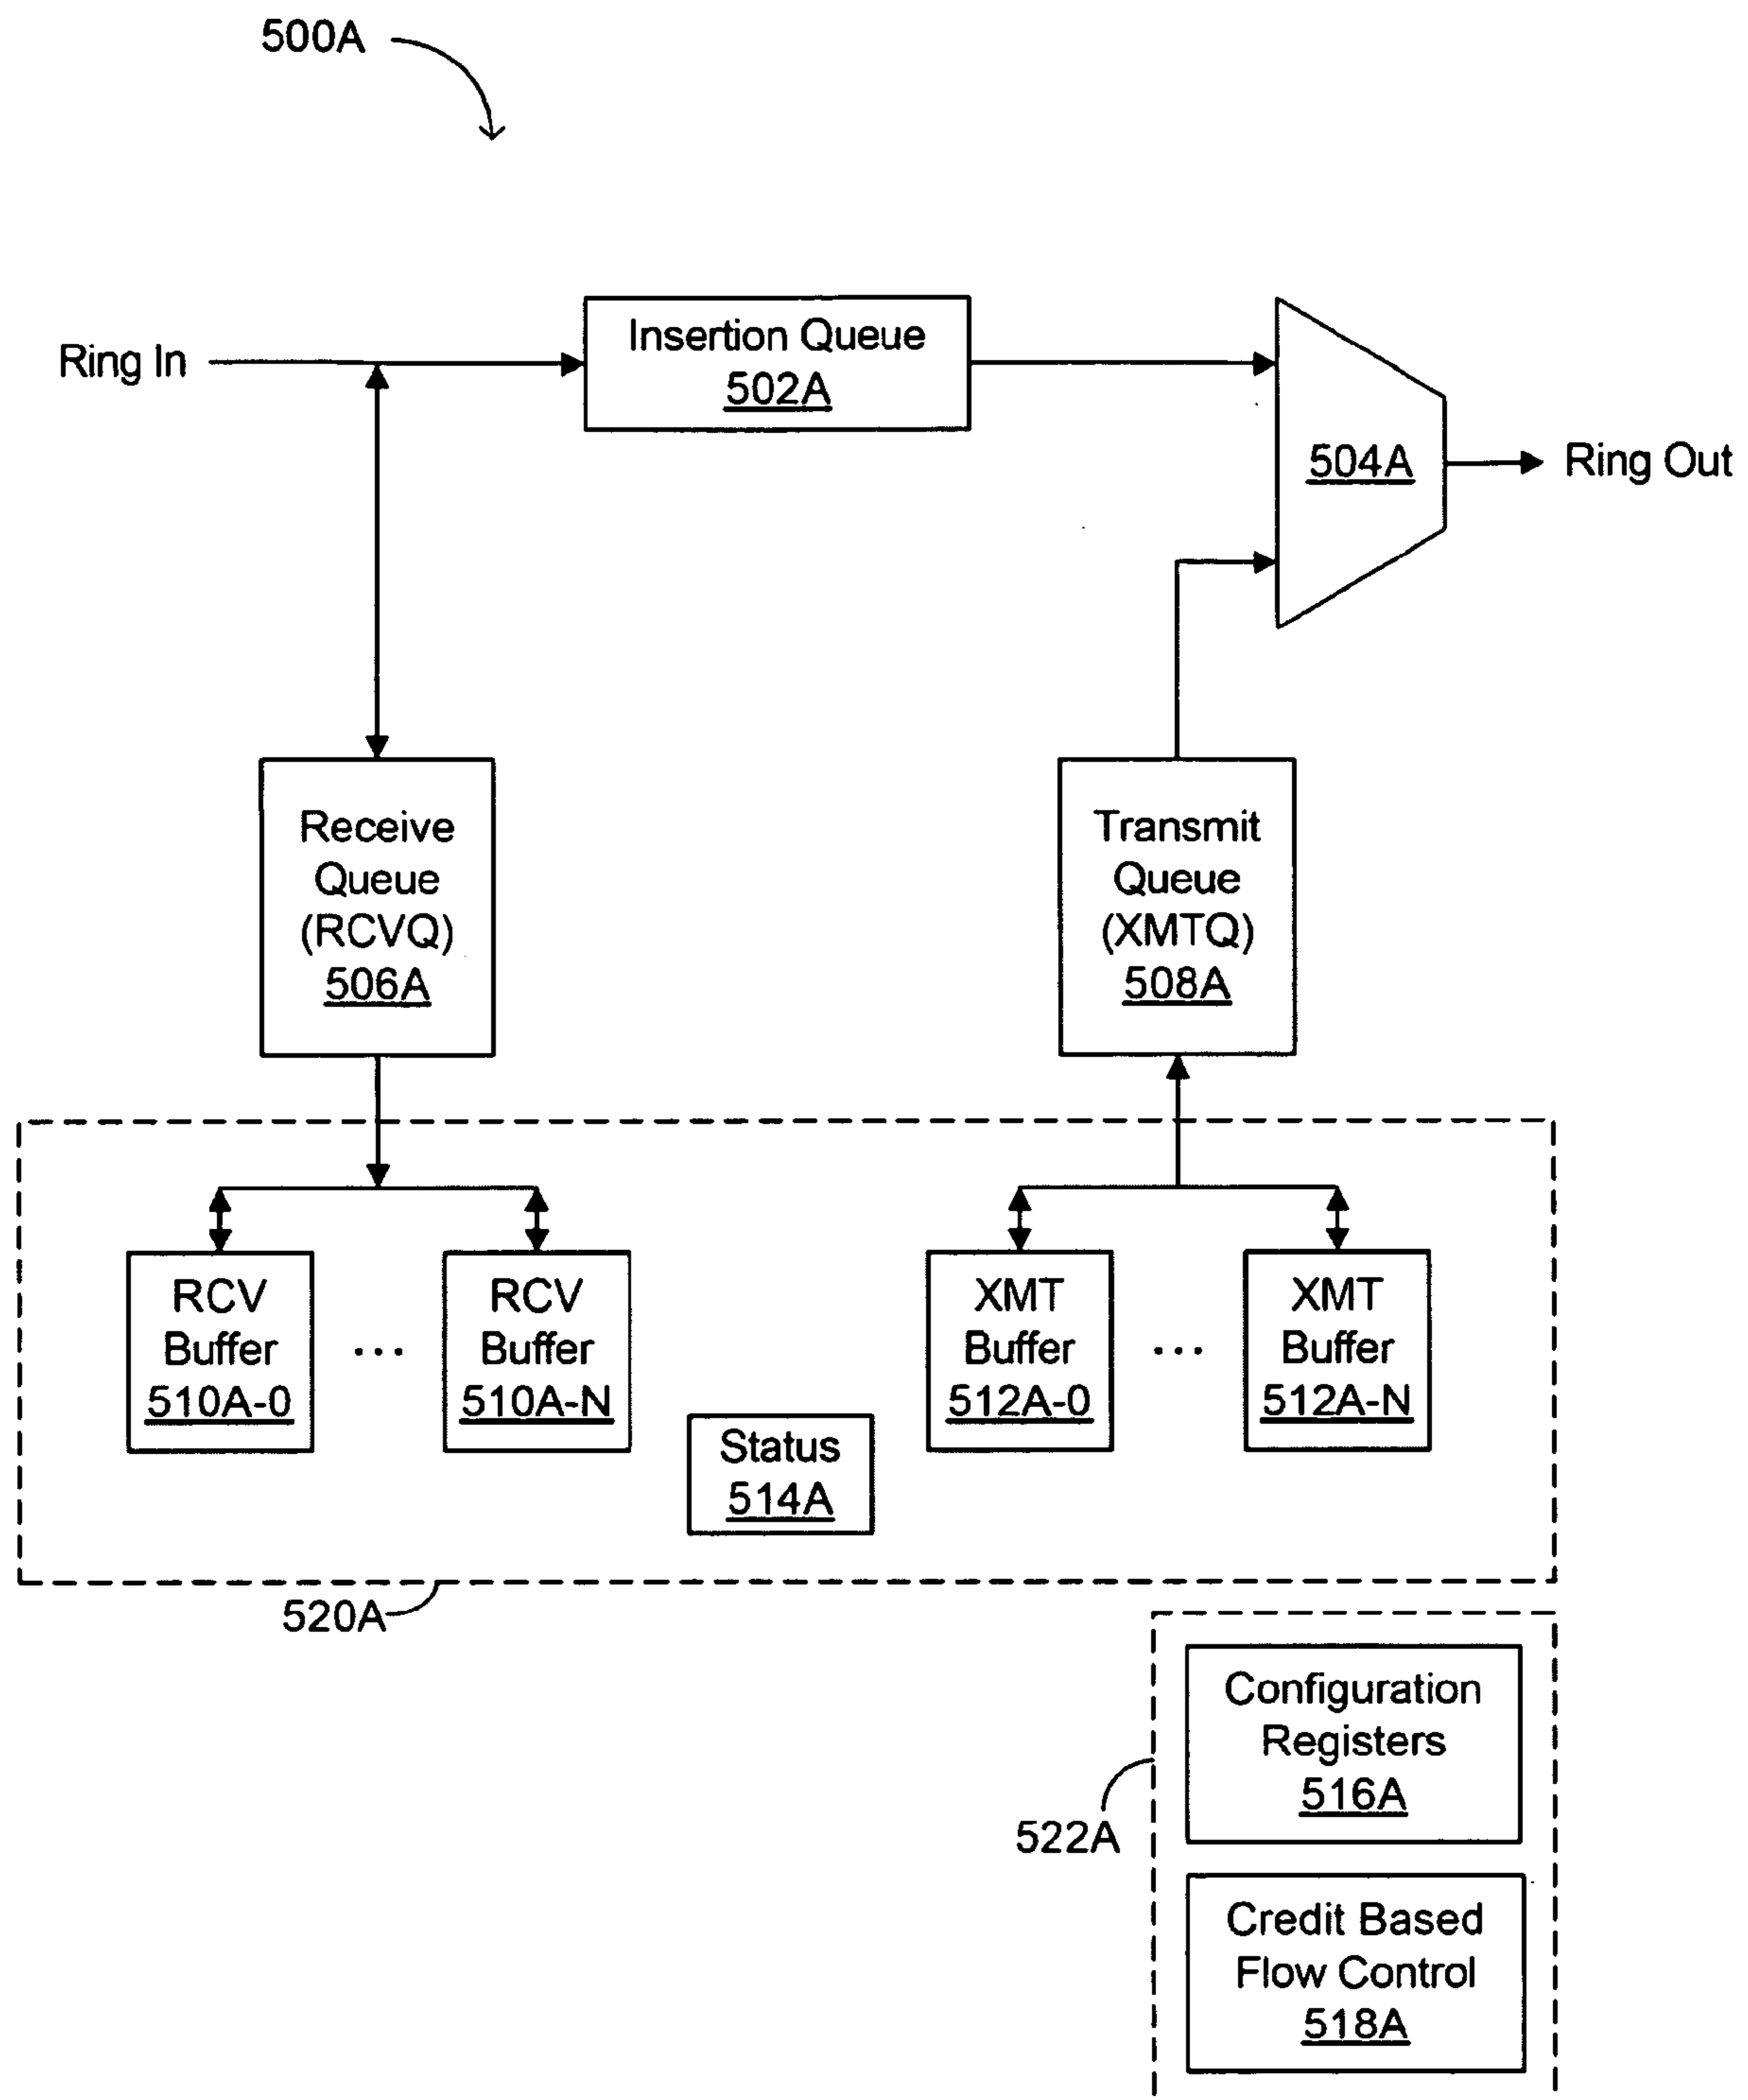 500A
Ring In
Insertion Queue
502A
504A
Ring Out
Receive
Queue
(RCVQ)
506A
Transmit
Queue
(XMTQ)
508A
RCV
Buffer
510A-0
...
RCV
Buffer
510A-N
Status
514A
XMT
Buffer
512A-0
...
XMT
Buffer
512A-N
520A
Configuration
Registers
516A
522A
Credit Based
Flow Control
518A